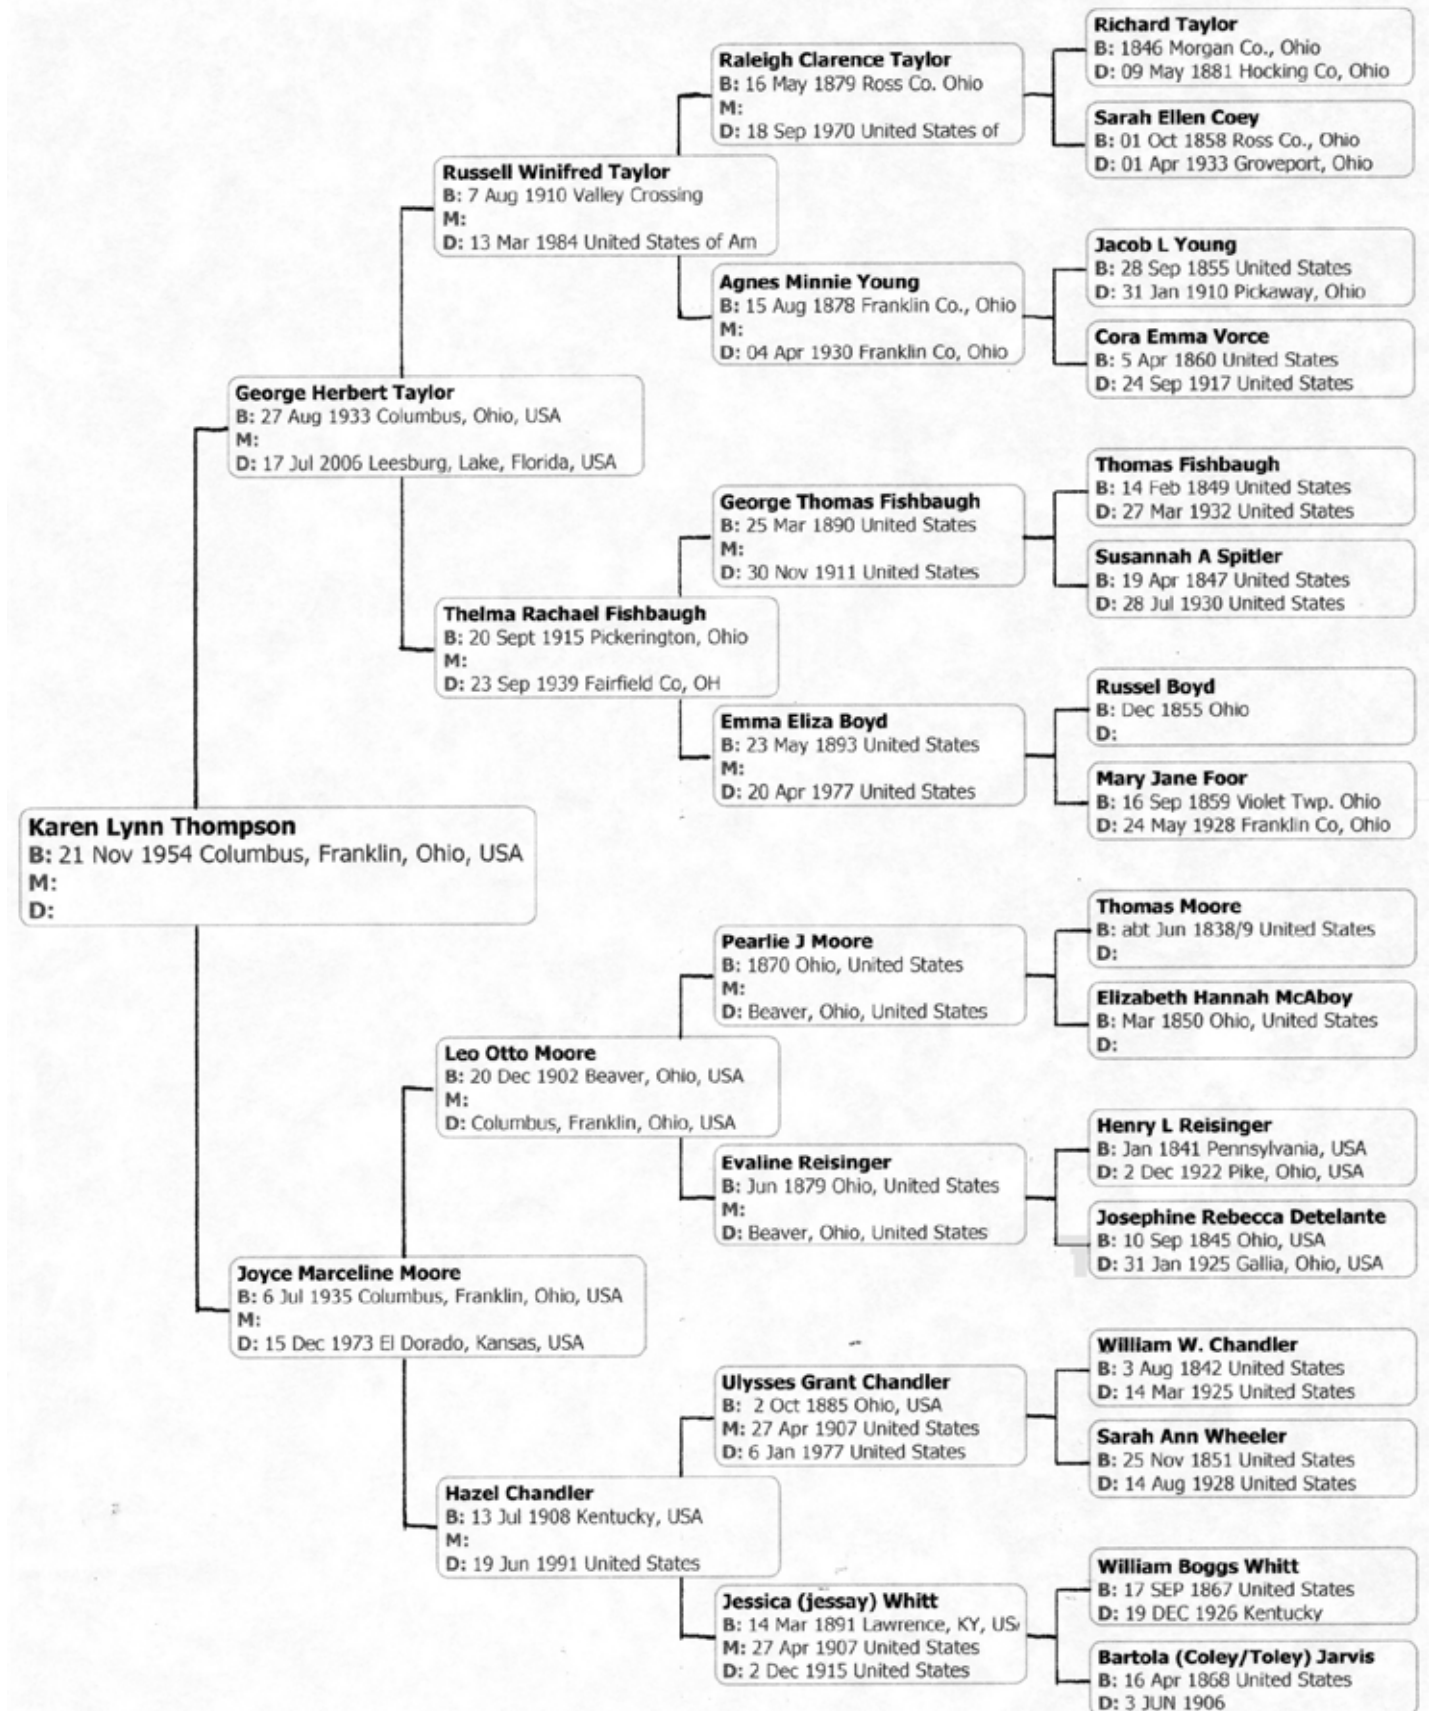 Richard Taylor
B: 1846 Morgan Co., Ohio
D: 09 May 1881 Hocking Co, Ohio
Raleigh Clarence Taylor
B: 16 May 1879 Ross Co. Ohio
M:
D: 18 Sep 1970 United States of
Sarah Ellen Coey
B: 01 Oct 1858 Ross Co., Ohio
D: 01 Apr 1933 Groveport, Ohio
Russell Winifred Taylor
B: 7 Aug 1910 Valley Crossing
M:
D: 13 Mar 1984 United States of Am
Jacob L Young
B: 28 Sep 1855 United States
D: 31 Jan 1910 Pickaway, Ohio
Agnes Minnie Young
B: 15 Aug 1878 Franklin Co., Ohio
M:
D: 04 Apr 1930 Franklin Co, Ohio
Cora Emma Vorce
B: 5 Apr 1860 United States
D: 24 Sep 1917 United States
George Herbert Taylor
B: 27 Aug 1933 Columbus, Ohio, USA
M:
D: 17 Jul 2006 Leesburg, Lake, Florida, USA
Thomas Fishbaugh
B: 14 Feb 1849 United States
D: 27 Mar 1932 United States
George Thomas Fishbaugh
B: 25 Mar 1890 United States
M:
D: 30 Nov 1911 United States
Susannah A Spitler
B: 19 Apr 1847 United States
D: 28 Jul 1930 United States
Thelma Rachael Fishbaugh
B: 20 Sept 1915 Pickerington, Ohio
M:
D: 23 Sep 1939 Fairfield Co, OH
Russel Boyd
B: Dec 1855 Ohio
D:
Emma Eliza Boyd
B: 23 May 1893 United States
M:
D: 20 Apr 1977 United States
Mary Jane Foor
B: 16 Sep 1859 Violet Twp. Ohio
D: 24 May 1928 Franklin Co, Ohio
Karen Lynn Thompson
B: 21 Nov 1954 Columbus, Franklin, Ohio, USA
M:
D:
Thomas Moore
B: abt Jun 1838/9 United States
D:
Pearlie J Moore
B: 1870 Ohio, United States
M:
D: Beaver, Ohio, United States
Elizabeth Hannah McAboy
B: Mar 1850 Ohio, United States
D:
Leo Otto Moore
B: 20 Dec 1902 Beaver, Ohio, USA
M:
D: Columbus, Franklin, Ohio, USA
Henry L Reisinger
B: Jan 1841 Pennsylvania, USA
D: 2 Dec 1922 Pike, Ohio, USA
Evaline Reisinger
B: Jun 1879 Ohio, United States
M:
D: Beaver, Ohio, United States
Josephine Rebecca Detelante
B: 10 Sep 1845 Ohio, USA
D: 31 Jan 1925 Gallia, Ohio, USA
Joyce Marceline Moore
B: 6 Jul 1935 Columbus, Franklin, Ohio, USA
M:
D: 15 Dec 1973 El Dorado, Kansas, USA
William W. Chandler
B: 3 Aug 1842 United States
D: 14 Mar 1925 United States
Ulysses Grant Chandler
B: 2 Oct 1885 Ohio, USA
M: 27 Apr 1907 United States
D: 6 Jan 1977 United States
Sarah Ann Wheeler
B: 25 Nov 1851 United States
D: 14 Aug 1928 United States
Hazel Chandler
B: 13 Jul 1908 Kentucky, USA
M:
D: 19 Jun 1991 United States
William Boggs Whitt
B: 17 SEP 1867 United States
D: 19 DEC 1926 Kentucky
Jessica (jessay) Whitt
B: 14 Mar 1891 Lawrence, KY, US
M: 27 Apr 1907 United States
D: 2 Dec 1915 United States
Bartola (Coley/Toley) Jarvis
B: 16 Apr 1868 United States
D: 3 JUN 1906